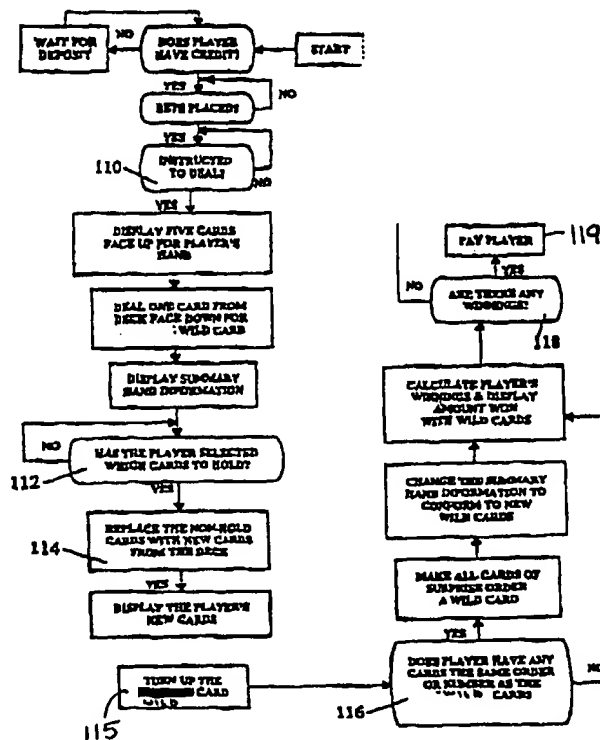 NO
WAIT FOR
DEPOSIT
DOES PLAYER
HAVE CREDIT?
START
YES
NO
BETS PLACED?
YES
INSTRUCTED
TO DEAL?
110
NO
YES
DISPLAY FIVE CARDS
FACE UP FOR PLAYER'S
HAND
DEAL ONE CARD FROM
DECK FACE DOWN FOR
WILD CARD
DISPLAY SUMMARY
HAND INFORMATION
NO
HAS THE PLAYER SELECTED
WHICH CARDS TO HOLD?
112
YES
REPLACE THE NON-HOLD
CARDS WITH NEW CARDS
FROM THE DECK
114
YES
DISPLAY THE PLAYER'S
NEW CARDS
TURN UP THE
CARD
WILD
115
PAY PLAYER
119
NO
YES
ARE THERE ANY
WINNINGS?
118
CALCULATE PLAYER'S
WINNINGS & DISPLAY
AMOUNT WON
WITH WILD CARDS
CHANGE THE SUMMARY
HAND INFORMATION TO
CONFORM TO NEW
WILD CARDS
MAKE ALL CARDS OF
SURPRISE ORDER
A WILD CARD
YES
DOES PLAYER HAVE ANY
CARDS THE SAME ORDER
OR NUMBER AS THE
WILD CARDS
116
NO